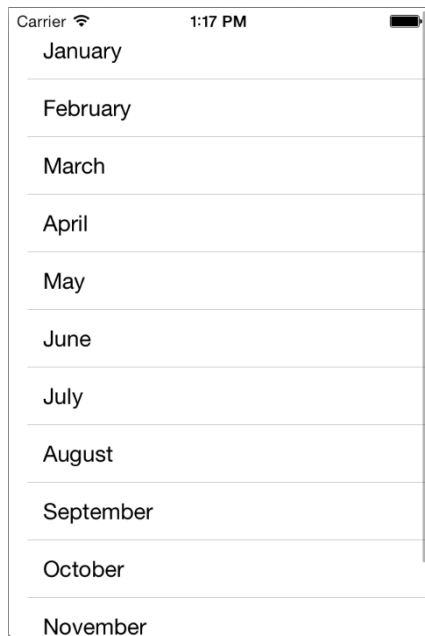 Carrier 1:17 PM
January
February
March
April
May
June
July
August
September
October
November